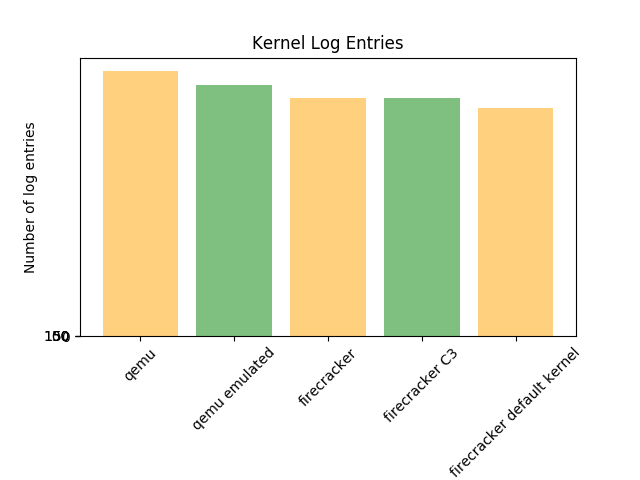 Kernel Log Entries
Number of log entries
qemu
qemu emulated
firecracker
firecracker C3
firecracker default kernel